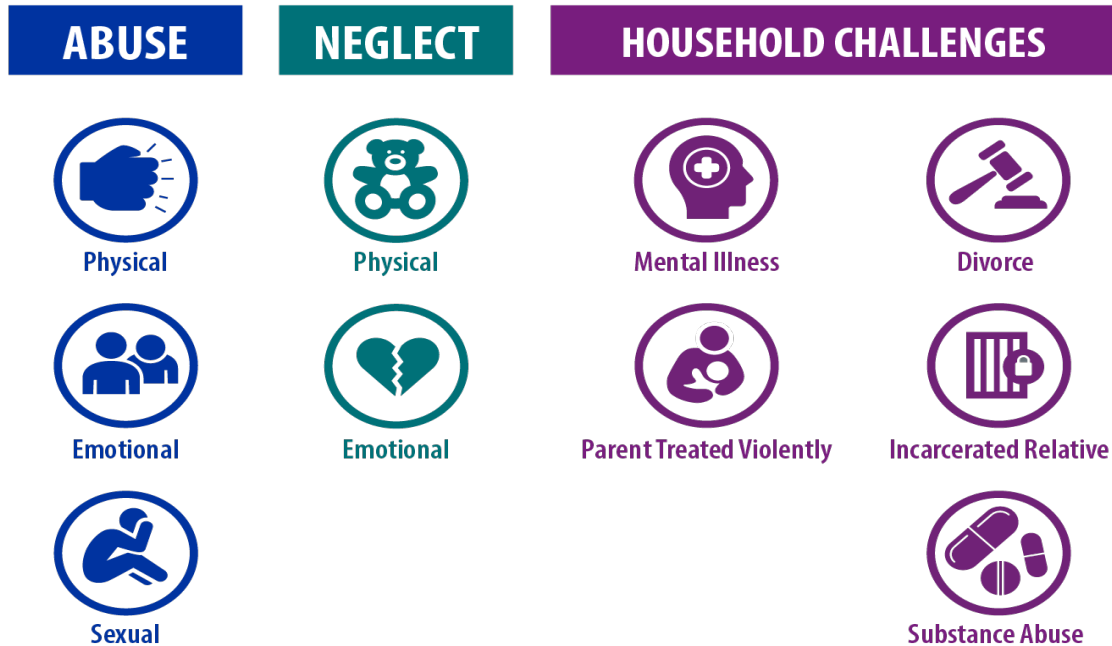 ABUSE
Physical
Emotional
Sexual
NEGLECT
Physical
Emotional
HOUSEHOLD CHALLENGES
Mental Illness
Divorce
Parent Treated Violently
Incarcerated Relative
Substance Abuse